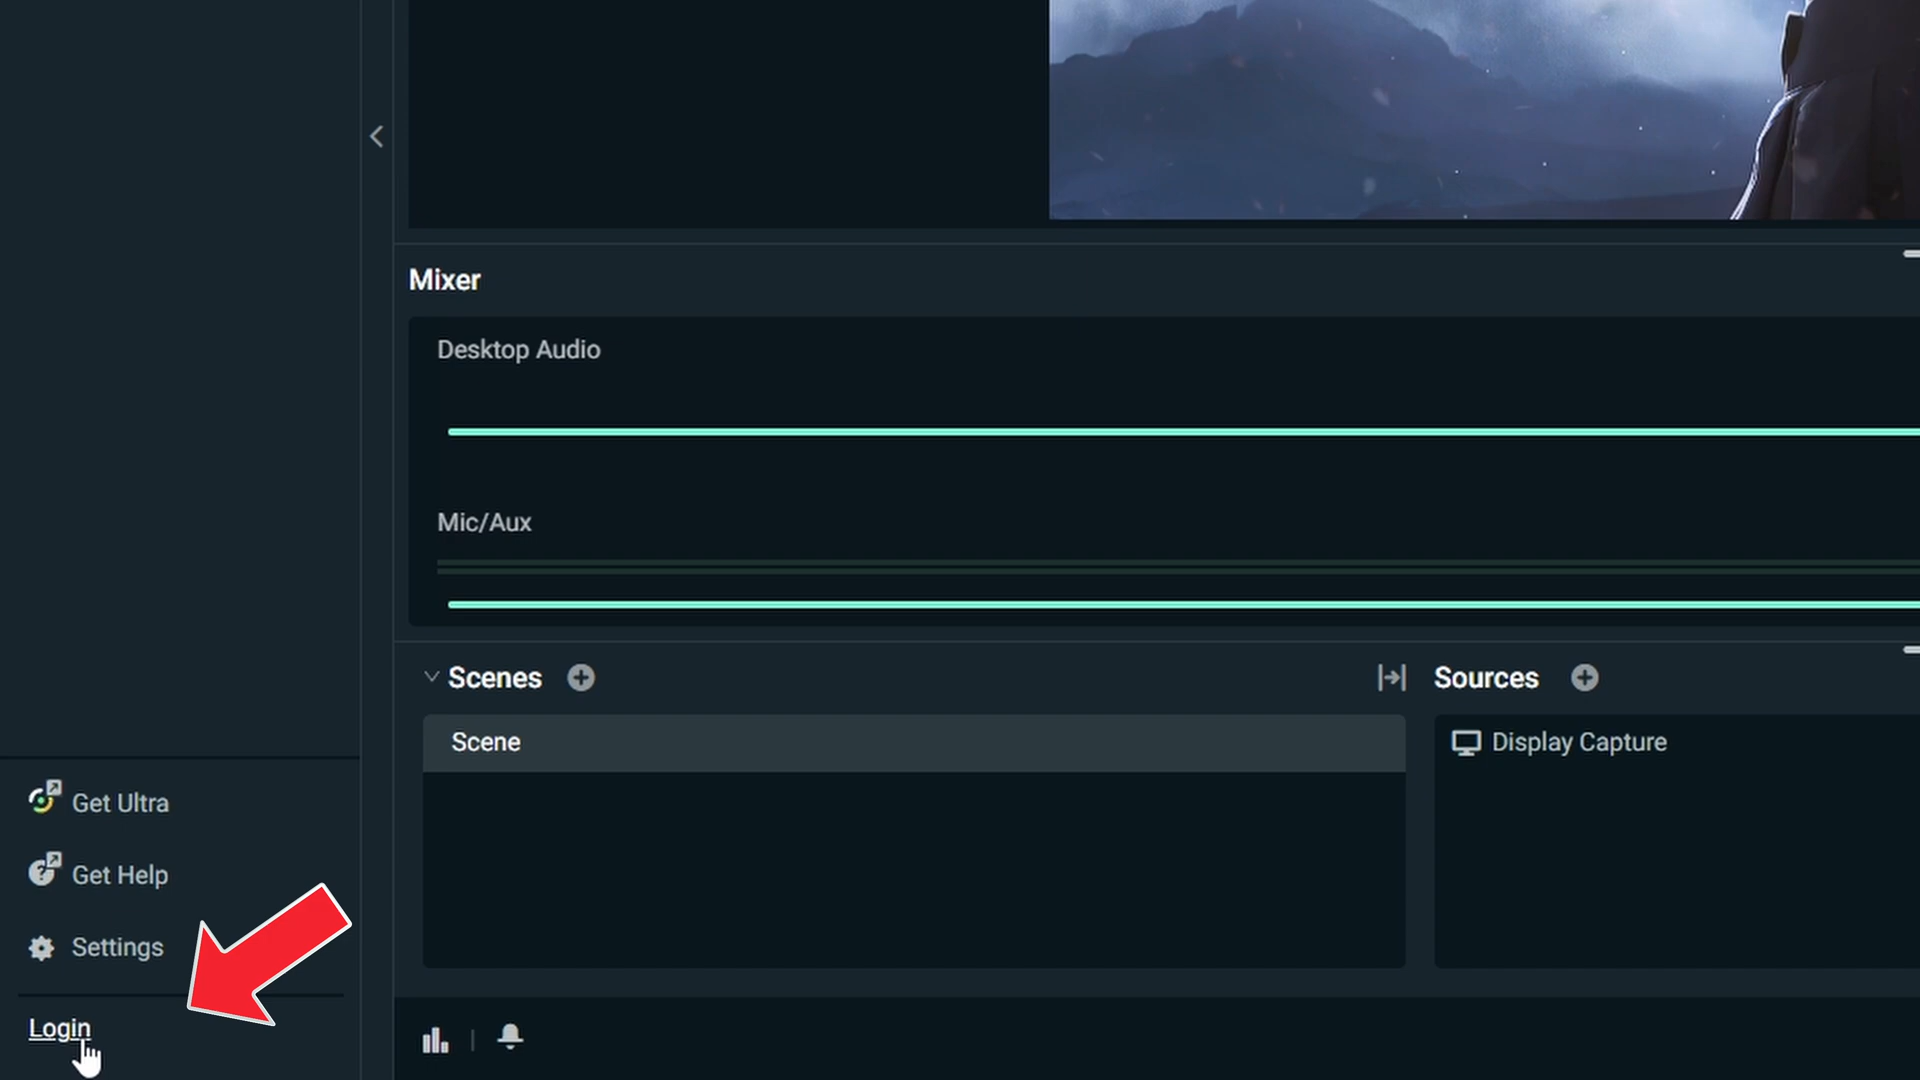 Mixer
Desktop Audio
Mic/Aux
Scenes
Sources
Scene
Display Capture
Get Ultra
Get Help
Settings
Login